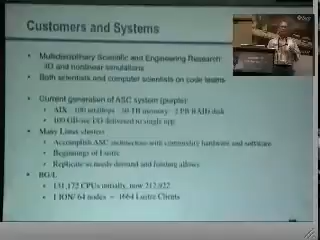 Customers and Systems
Multidisciplinary Scientific and Engineering Research
3D and nonlinear simulations
Both scientists and computer scientists on code teams
Current generation of ASC system (purple)
AIX 100 teraflops 50 TB memory 2 PB RAID disk
100 GB/sec I/O delivered to single app
Many Linux clusters
Accomplish ASC architecture with commodity hardware and software
Beginnings of Lustre
Replicate as needs demand and funding allows
BG/L
131,172 CPUs initially, now 212,922
1 ION/ 64 nodes = 1664 Lustre Clients